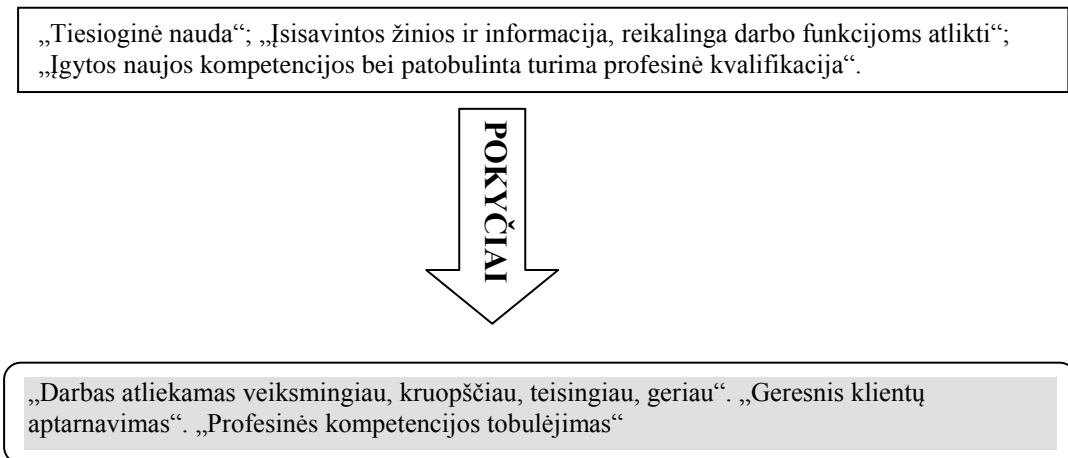 „Tiesioginė nauda“; „Įsisavintos žinios ir informacija, reikalinga darbo funkcijoms atlikti“;
„Įgytos naujos kompetencijos bei patobulinta turima profesinė kvalifikacija“.
POKYČIAI
„Darbas atliekamas veiksmingiau, kruopščiau, teisingiau, geriau“. „Geresnis klientų
aptarnavimas“. „Profesinės kompetencijos tobulėjimas“